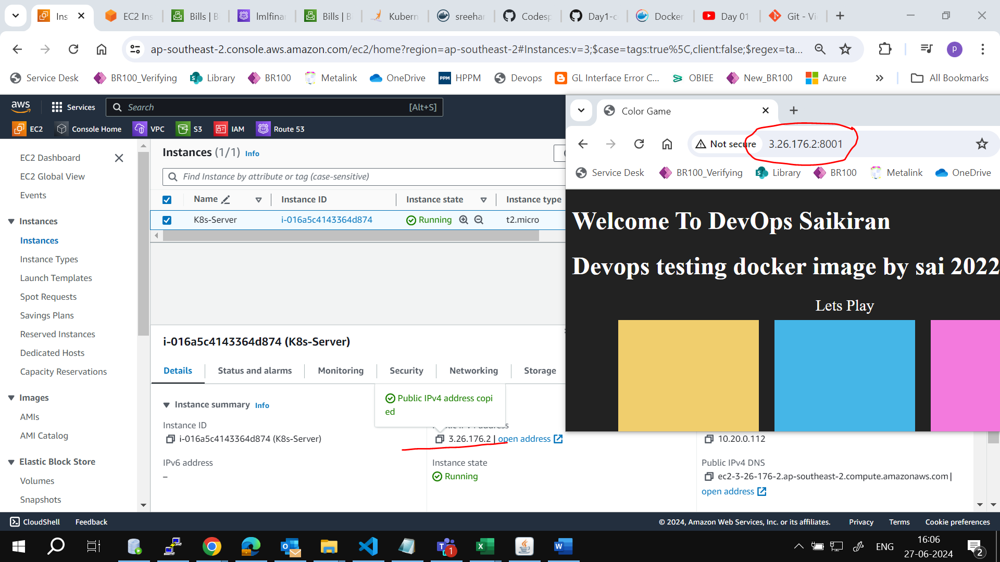 Ins
EC2 Ins
Bills | B
lmlfinan
Bills | B
Kubern
sreehar
Codesp
Day1-c
Docker
Day 01
Git - Vi
ap-southeast-2.console.aws.amazon.com/ec2/home?region=ap-southeast-2#Instances:v=3;$case=tags:true%5C,client:false;$regex=ta...
p
Service Desk
BR100_Verifying
Library
BR100
Metalink
OneDrive
PPM
HPPM
Devops
GL Interface Error C...
OBIEE
New_BR100
Azure
All Bookmarks
aws
Services
Search
[Alt+S]
EC2
Console Home
VPC
S3
IAM
Route 53
Color Game
Not secure
3.26.176.2:8001
Service Desk
BR100_Verifying
Library
BR100
Metalink
OneDrive
Welcome To DevOps Saikiran
Devops testing docker image by sai 2022
Lets Play
EC2 Dashboard
EC2 Global View
Events
Instances
Instances
Instance Types
Launch Templates
Spot Requests
Savings Plans
Reserved Instances
Dedicated Hosts
Capacity Reservations
Images
AMIs
AMI Catalog
Elastic Block Store
Volumes
Snapshots
Instances (1/1) Info
Find Instance by attribute or tag (case-sensitive)
Name
Instance ID
Instance state
Instance type
K8s-Server
i-016a5c4143364d874
Running
t2.micro
i-016a5c4143364d874 (K8s-Server)
Details
Status and alarms
Monitoring
Security
Networking
Storage
Public IPv4 address copi
ed
Instance summary Info
Instance ID
i-016a5c4143364d874 (K8s-Server)
address
3.26.176.2 | open address
10.20.0.112
IPv6 address
–
Instance state
Running
Public IPv4 DNS
ec2-3-26-176-2.ap-southeast-2.compute.amazonaws.com |
open address
CloudShell
Feedback
© 2024, Amazon Web Services, Inc. or its affiliates.
Privacy
Terms
Cookie preferences
1
ENG
16:06
27-06-2024
2